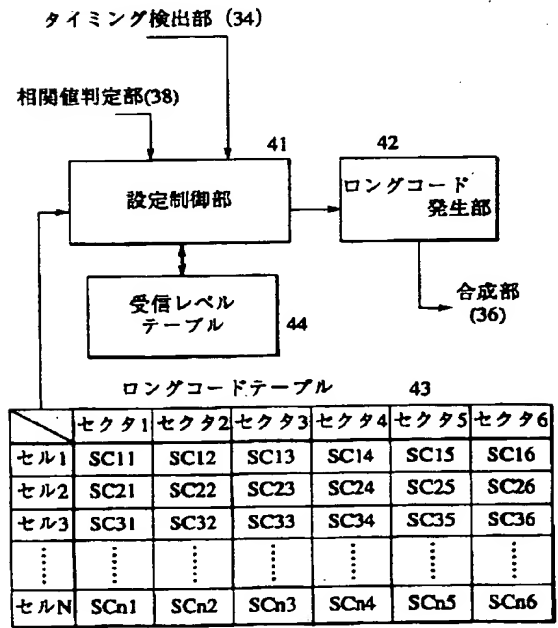 タイミング検出部 (34)
相関値判定部(38)
41
42
設定制御部
ロングコード
発生部
受信レベル
テーブル
44
合成部
(36)
ロングコードテーブル 43
セクタ1 セクタ2 セクタ3 セクタ4 セクタ5 セクタ6
セル1 SC11 SC12 SC13 SC14 SC15 SC16
セル2 SC21 SC22 SC23 SC24 SC25 SC26
セル3 SC31 SC32 SC33 SC34 SC35 SC36
セルN SCn1 SCn2 SCn3 SCn4 SCn5 SCn6